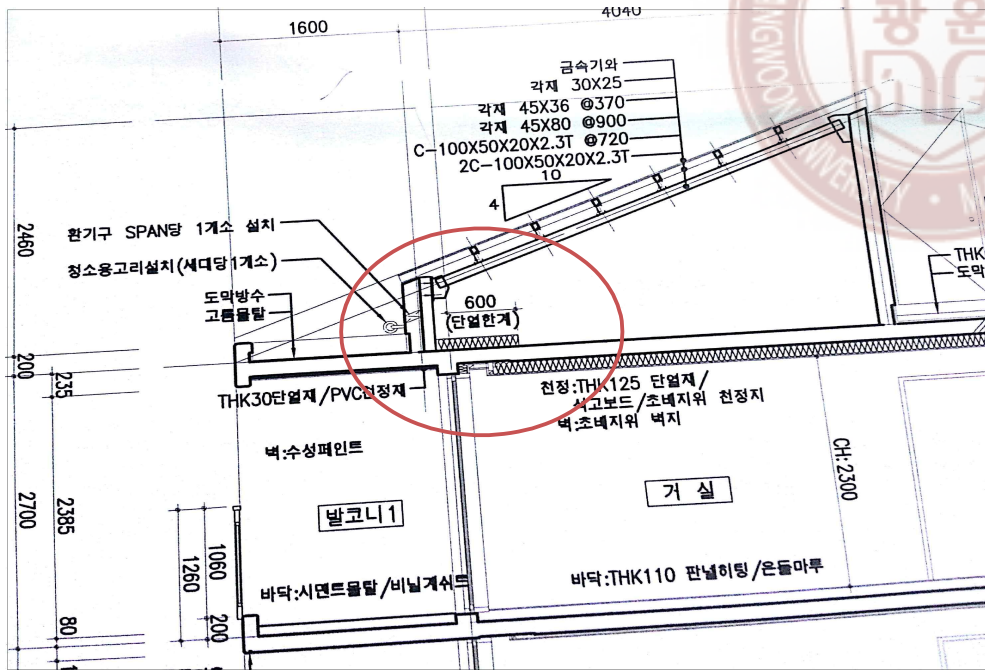 1600
4040
금속기와
각재 30X25
각재 45X36 @370
각재 45X80 @900
C-100X50X20X2.3T @720
2C-100X50X20X2.3T
10
4
환기구 SPAN당 1개소 설치
청소용고리설치(세대당1개소)
도막방수
고름몰탈
600
(단열한계)
THK
도막
2460
200
235
2700
2385
80
THK30단열재/PVC천정재
천정:THK125 단열재/
석고보드/초배지위 천정지
벽:초배지위 벽지
벽:수성페인트
CH:2300
발코니1
거 실
1060
1260
200
바닥:시멘트몰탈/비닐계쉬트
바닥:THK110 판넬히팅/온돌마루
광운
UNIVERSITY